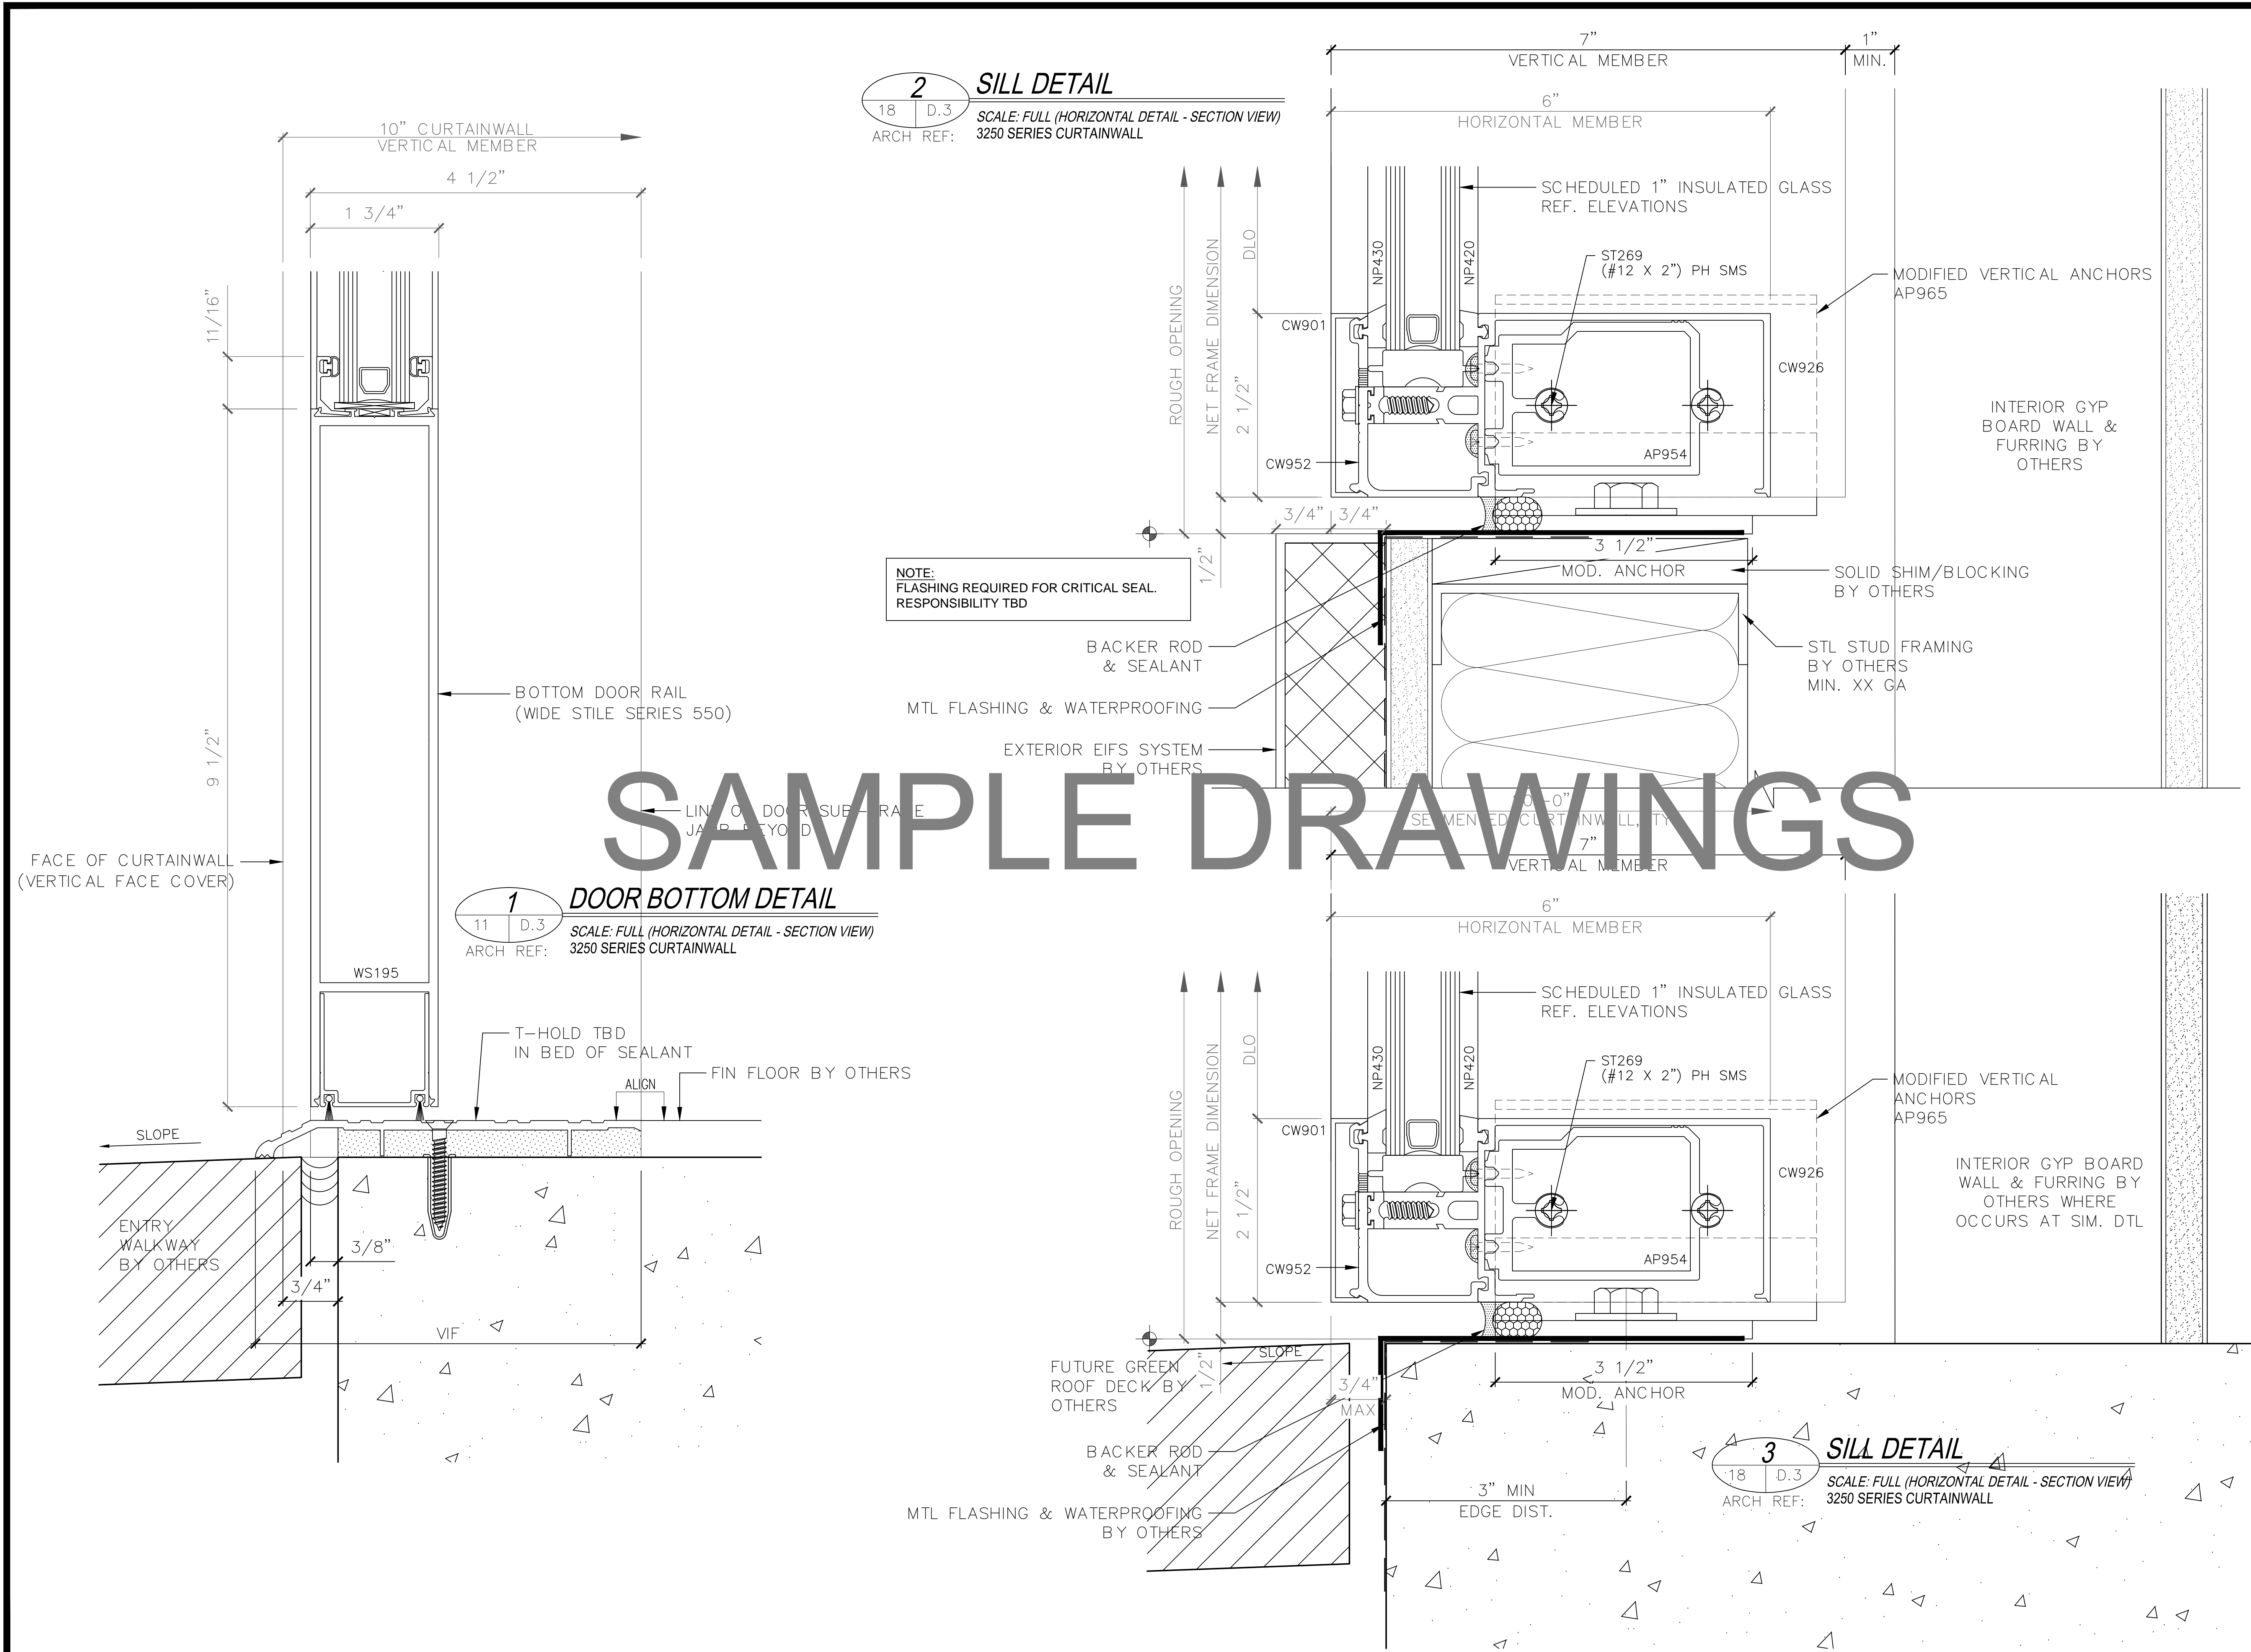 2
18 D.3
ARCH REF:
SILL DETAIL
SCALE: FULL (HORIZONTAL DETAIL - SECTION VIEW)
3250 SERIES CURTAINWALL
10" CURTAINWALL
VERTICAL MEMBER
4 1/2"
1 3/4"
11/16"
9 1/2"
BOTTOM DOOR RAIL
(WIDE STILE SERIES 550)
FACE OF CURTAINWALL
(VERTICAL FACE COVER)
1
11 D.3
ARCH REF:
DOOR BOTTOM DETAIL
SCALE: FULL (HORIZONTAL DETAIL - SECTION VIEW)
3250 SERIES CURTAINWALL
WS195
T-HOLD TBD
IN BED OF SEALANT
ALIGN
FIN FLOOR BY OTHERS
SLOPE
ENTRY
WALKWAY
BY OTHERS
3/8"
3/4"
VIF
7"
VERTICAL MEMBER
1"
MIN.
6"
HORIZONTAL MEMBER
SCHEDULED 1" INSULATED GLASS
REF. ELEVATIONS
ROUGH OPENING
NET FRAME DIMENSION
DLO
2 1/2"
NP430
NP420
ST269
(#12 X 2") PH SMS
MODIFIED VERTICAL ANCHORS
AP965
CW901
CW926
CW952
AP954
INTERIOR GYP
BOARD WALL &
FURRING BY
OTHERS
3/4" 3/4"
1/2"
3 1/2"
MOD. ANCHOR
NOTE:
FLASHING REQUIRED FOR CRITICAL SEAL.
RESPONSIBILITY TBD
SOLID SHIM/BLOCKING
BY OTHERS
BACKER ROD
& SEALANT
STL STUD FRAMING
BY OTHERS
MIN. XX GA
MTL FLASHING & WATERPROOFING
EXTERIOR EIFS SYSTEM
BY OTHERS
SAMPLE DRAWINGS
7"
VERTICAL MEMBER
6"
HORIZONTAL MEMBER
SCHEDULED 1" INSULATED GLASS
REF. ELEVATIONS
ROUGH OPENING
NET FRAME DIMENSION
DLO
2 1/2"
NP430
NP420
ST269
(#12 X 2") PH SMS
MODIFIED VERTICAL
ANCHORS
AP965
CW901
CW926
CW952
AP954
INTERIOR GYP BOARD
WALL & FURRING BY
OTHERS WHERE
OCCURS AT SIM. DTL
SLOPE
1/2"
FUTURE GREEN
ROOF DECK BY
OTHERS
3/4"
MAX
3 1/2"
MOD. ANCHOR
BACKER ROD
& SEALANT
MTL FLASHING & WATERPROOFING
BY OTHERS
3" MIN
EDGE DIST.
3
18 D.3
ARCH REF:
SILL DETAIL
SCALE: FULL (HORIZONTAL DETAIL - SECTION VIEW)
3250 SERIES CURTAINWALL